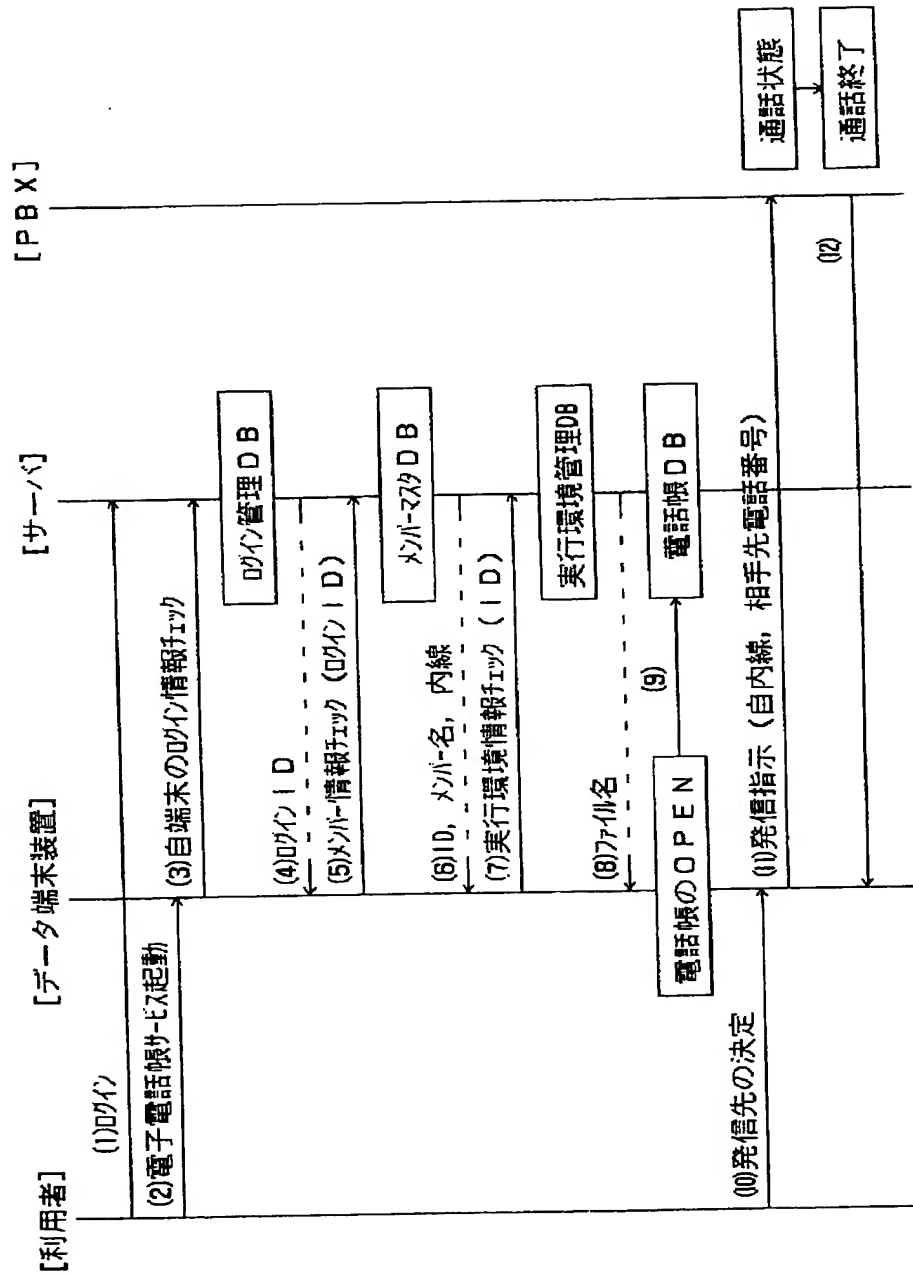 [利用者]
[データ端末装置]
[サーバ]
[PBX]
(1)ログイン
(2)電子電話帳サービス起動
(3)自端末のログイン情報チェック
ログイン管理DB
(4)ログインID
(5)メンバー情報チェック (ログインID)
メンバーマスタDB
(6)ID, メンバー名, 内線
(7)実行環境情報チェック (ID)
実行環境管理DB
(8)ファイル名
電話帳のOPEN
(9)
電話帳DB
(10)発信先の決定
(11)発信指示 (自内線, 相手先電話番号)
通話状態
(12)
通話終了